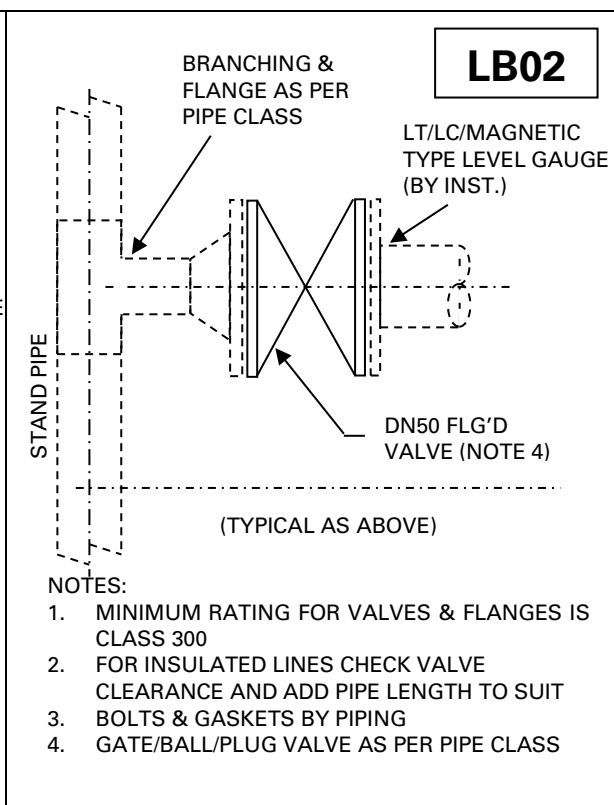 LB02
BRANCHING &
FLANGE AS PER
PIPE CLASS
LT/LC/MAGNETIC
TYPE LEVEL GAUGE
(BY INST.)
STAND PIPE
DN50 FLG'D
VALVE (NOTE 4)
(TYPICAL AS ABOVE)
NOTES:
1. MINIMUM RATING FOR VALVES & FLANGES IS
CLASS 300
2. FOR INSULATED LINES CHECK VALVE
CLEARANCE AND ADD PIPE LENGTH TO SUIT
3. BOLTS & GASKETS BY PIPING
4. GATE/BALL/PLUG VALVE AS PER PIPE CLASS